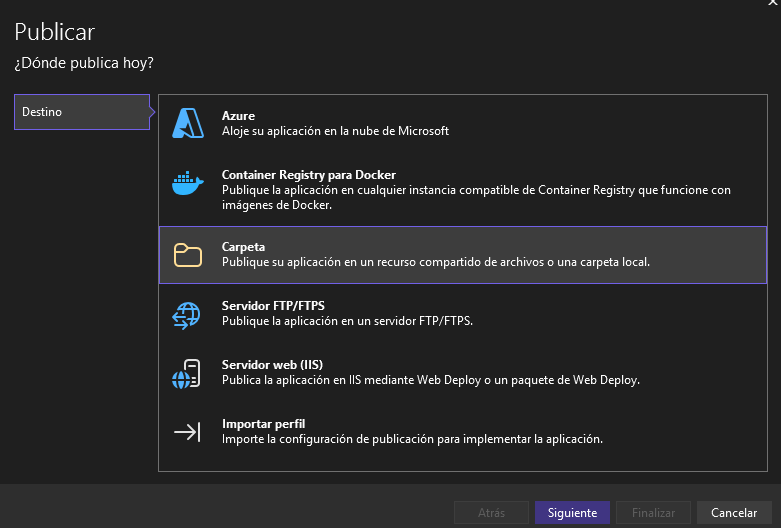 Publicar
¿Dónde publica hoy?
Destino
Azure
Aloje su aplicación en la nube de Microsoft
Container Registry para Docker
Publique la aplicación en cualquier instancia compatible de Container Registry que funcione con
imágenes de Docker.
Carpeta
Publique su aplicación en un recurso compartido de archivos o una carpeta local.
Servidor FTP/FTPS
Publique la aplicación en un servidor FTP/FTPS.
Servidor web (IIS)
Publica la aplicación en IIS mediante Web Deploy o un paquete de Web Deploy.
Importar perfil
Importe la configuración de publicación para implementar la aplicación.
Atrás
Siguiente
Finalizar
Cancelar